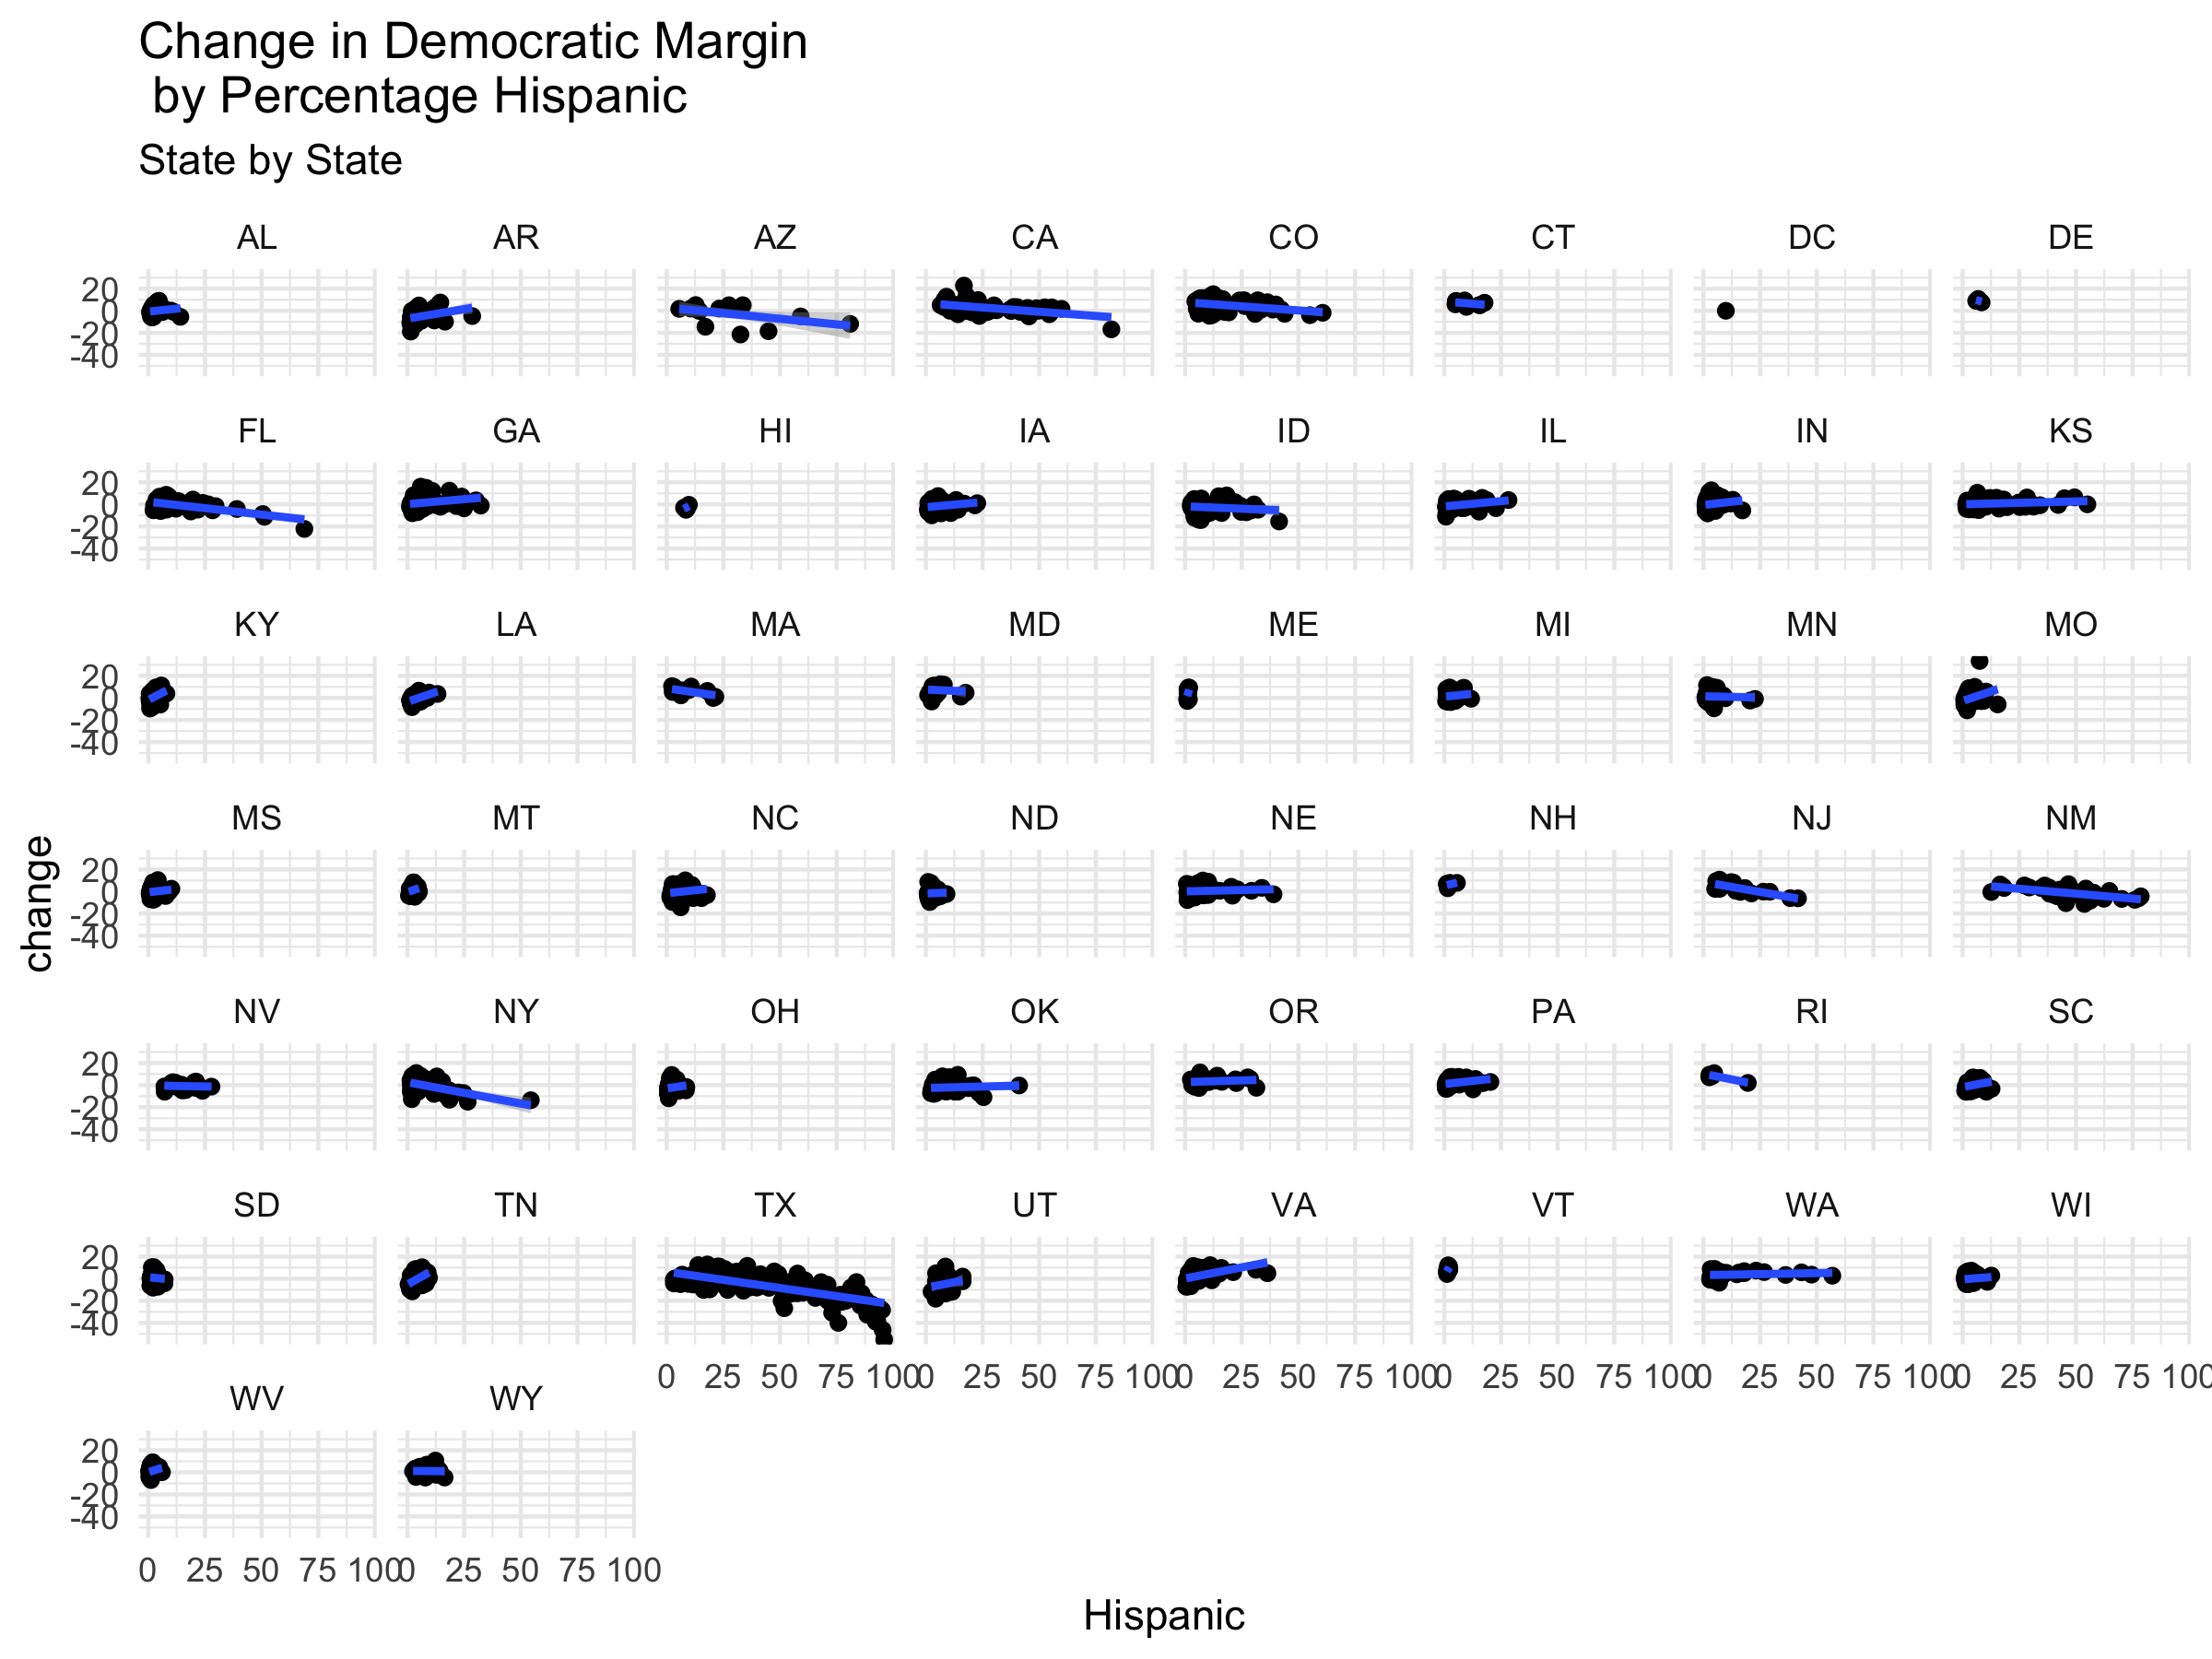 Change in Democratic Margin
by Percentage Hispanic
State by State
AL AR AZ CA CO CT DC DE
20
0
-20
-40
FL GA HI IA ID IL IN KS
20
0
-20
-40
KY LA MA MD ME MI MN MO
20
0
-20
-40
MS MT NC ND NE NH NJ NM
20
0
-20
-40
change
NV NY OH OK OR PA RI SC
20
0
-20
-40
SD TN TX UT VA VT WA WI
20
0
-20
-40
0 25 50 75 100 0 25 50 75 100 0 25 50 75 100 0 25 50 75 100 0 25 50 75 100 0 25 50 75 100
WV WY
20
0
-20
-40
0 25 50 75 100 0 25 50 75 100
Hispanic